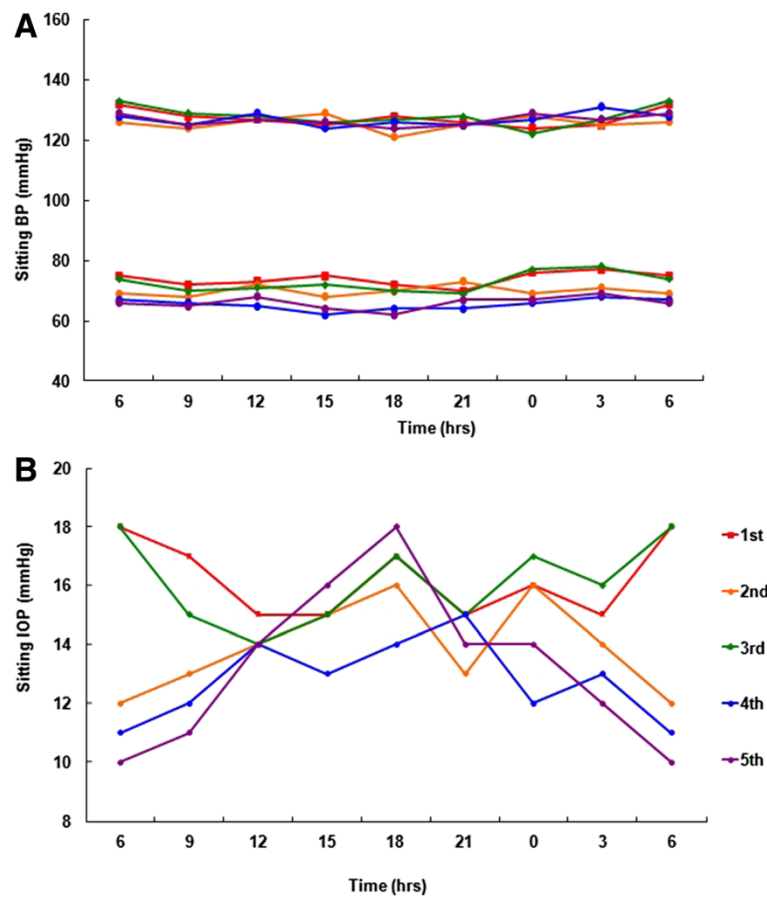 A
160
140
120
100
80
60
40
Sitting BP (mmHg)
6 9 12 15 18 21 0 3 6
Time (hrs)
B
20
18
16
14
12
10
8
Sitting IOP (mmHg)
6 9 12 15 18 21 0 3 6
Time (hrs)
1st
2nd
3rd
4th
5th